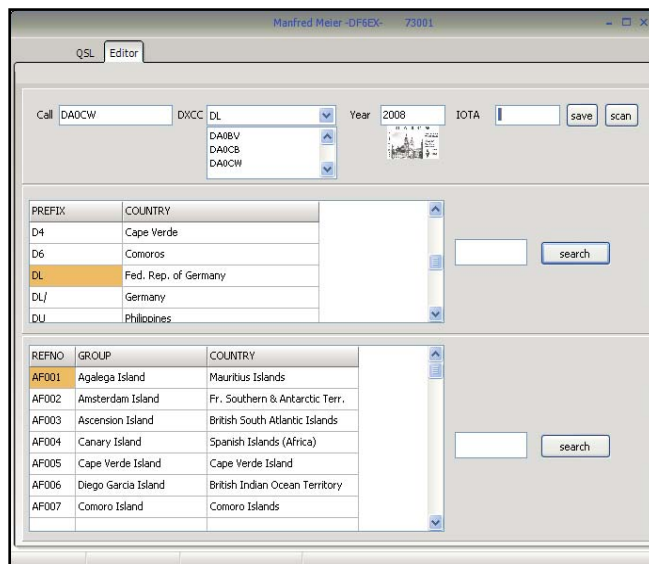 Manfred Meier -DF6EX- 73001
QSL Editor
Call DA0CW DXCC DL Year 2008 IOTA save scan
DA0BV
DA0CB
DA0CW
PREFIX COUNTRY
D4 Cape Verde
D6 Comoros
DL Fed. Rep. of Germany
DL/ Germany
DU Philippines
search
REFNO GROUP COUNTRY
AF001 Agalega Island Mauritius Islands
AF002 Amsterdam Island Fr. Southern & Antarctic Terr.
AF003 Ascension Island British South Atlantic Islands
AF004 Canary Island Spanish Islands (Africa)
AF005 Cape Verde Island Cape Verde Island
AF006 Diego Garcia Island British Indian Ocean Territory
AF007 Comoro Island Comoro Islands
search